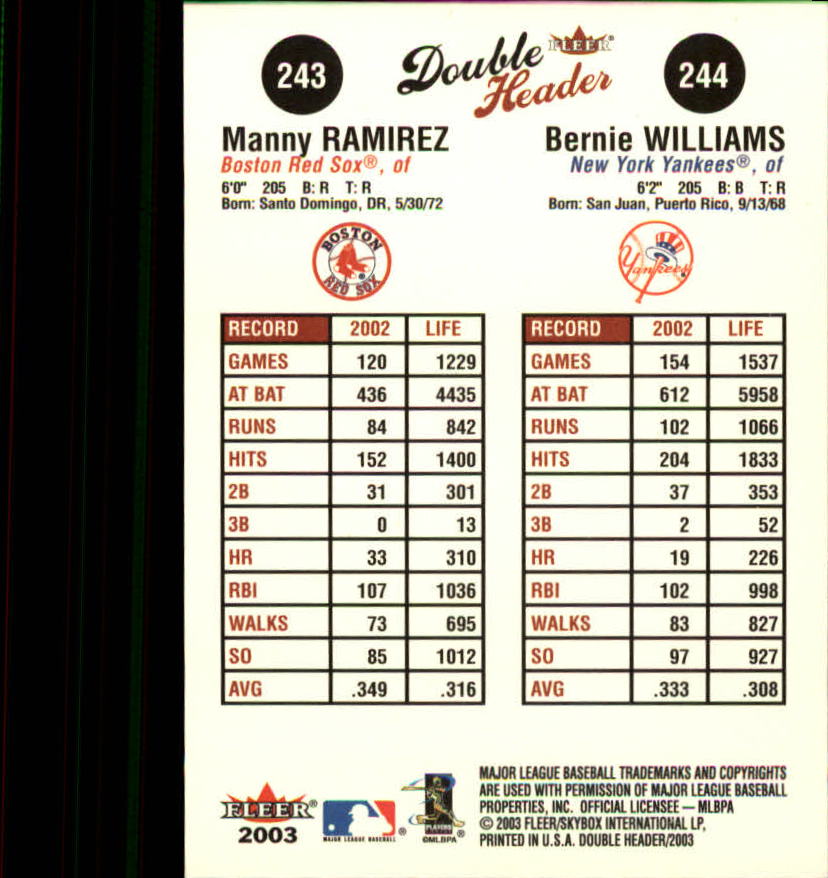 243
Double
FLEER®
Header
244
Manny RAMIREZ
Boston Red Sox®, of
6'0" 205 B: R T: R
Born: Santo Domingo, DR, 5/30/72
BOSTON
RED SOX
Bernie WILLIAMS
New York Yankees®, of
6'2" 205 B: B T: R
Born: San Juan, Puerto Rico, 9/13/68
Yankees
RECORD 2002 LIFE
GAMES 120 1229
AT BAT 436 4435
RUNS 84 842
HITS 152 1400
2B 31 301
3B 0 13
HR 33 310
RBI 107 1036
WALKS 73 695
SO 85 1012
AVG .349 .316
RECORD 2002 LIFE
GAMES 154 1537
AT BAT 612 5958
RUNS 102 1066
HITS 204 1833
2B 37 353
3B 2 52
HR 19 226
RBI 102 998
WALKS 83 827
SO 97 927
AVG .333 .308
FLEER®
2003
MAJOR LEAGUE BASEBALL
®
PLAYERS
®
©MLBPA
MAJOR LEAGUE BASEBALL TRADEMARKS AND COPYRIGHTS
ARE USED WITH PERMISSION OF MAJOR LEAGUE BASEBALL
PROPERTIES, INC. OFFICIAL LICENSEE — MLBPA
© 2003 FLEER/SKYBOX INTERNATIONAL LP,
PRINTED IN U.S.A. DOUBLE HEADER/2003